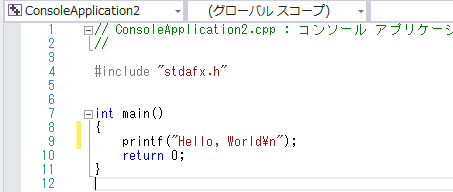 ConsoleApplication2 (グローバル スコープ)
1 // ConsoleApplication2.cpp : コンソール アプリケーシ
2 //
3
4 #include "stdafx.h"
5
6
7 int main()
8 {
9 printf("Hello, World¥n");
10 return 0;
11 }
12